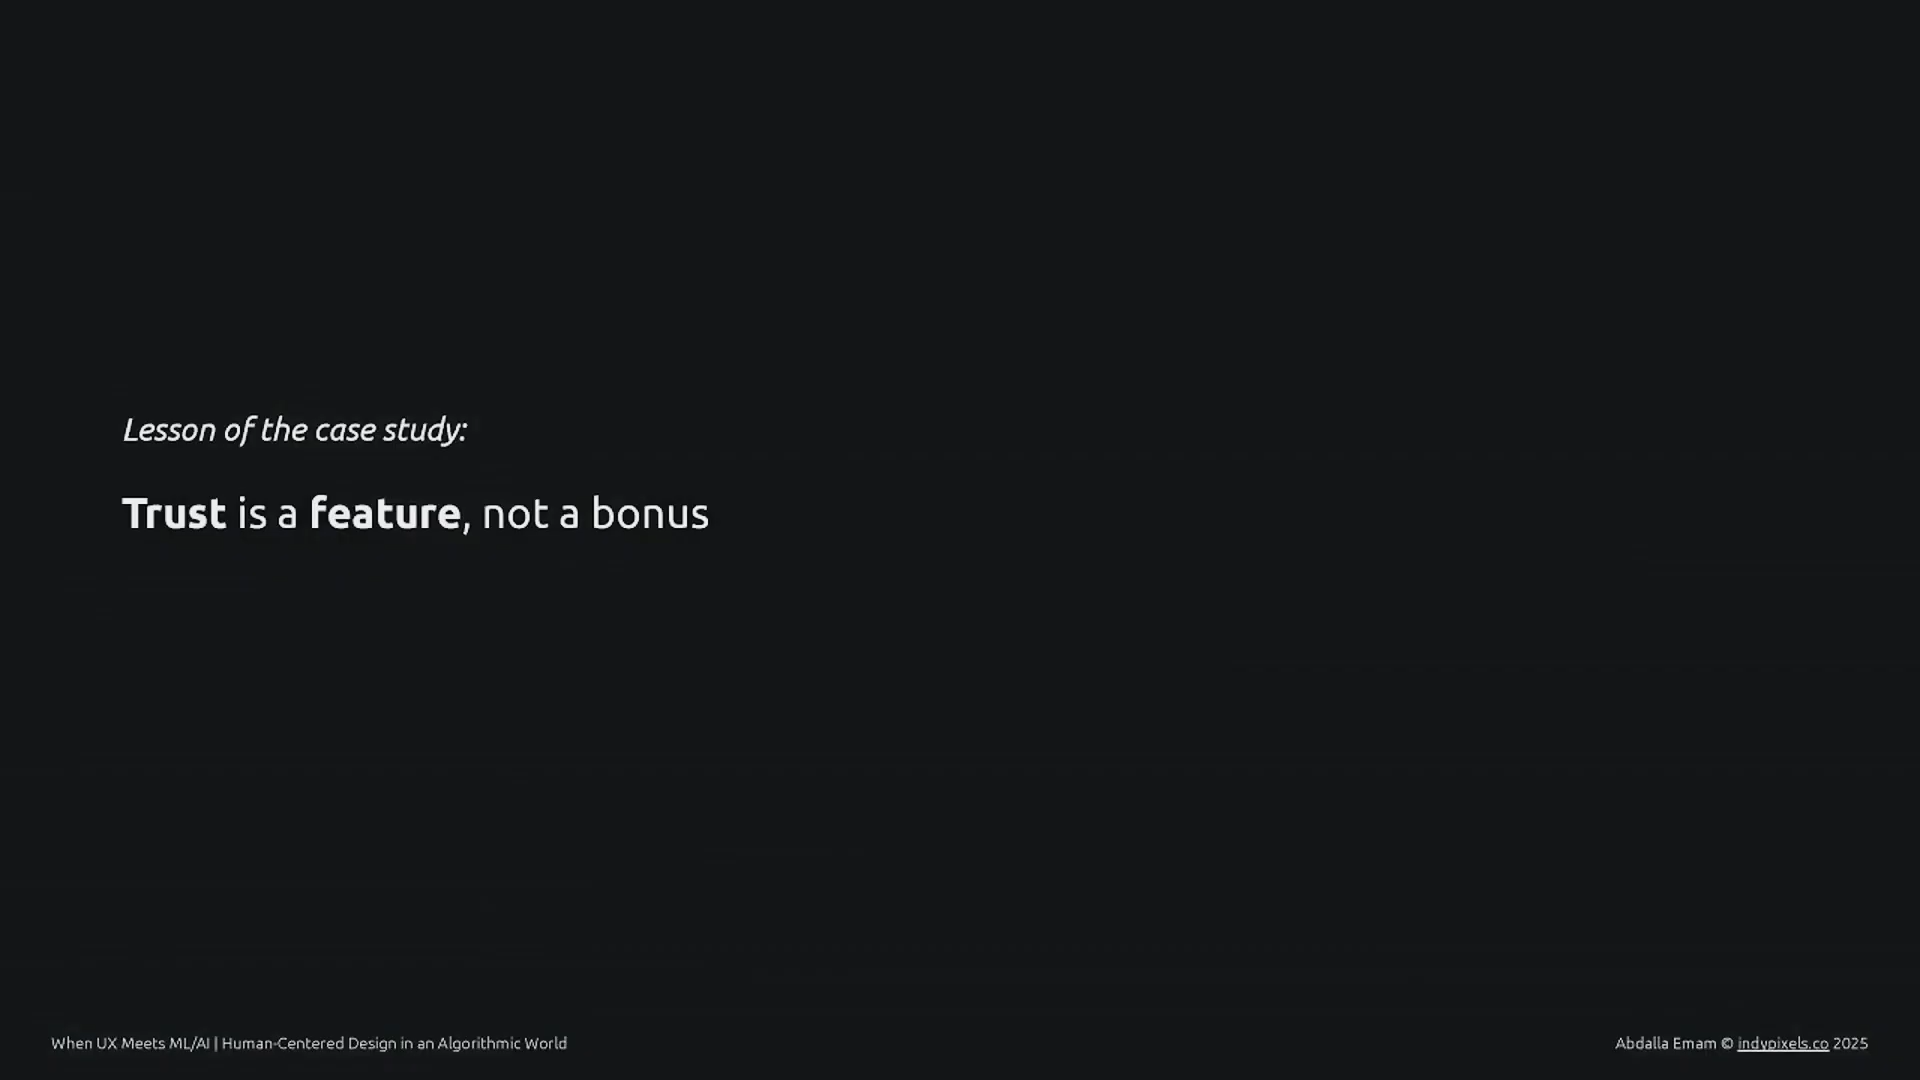 Lesson of the case study:
Trust is a feature, not a bonus
When UX Meets ML/AI | Human-Centered Design in an Algorithmic World
Abdalla Emam © indypixels.co 2025